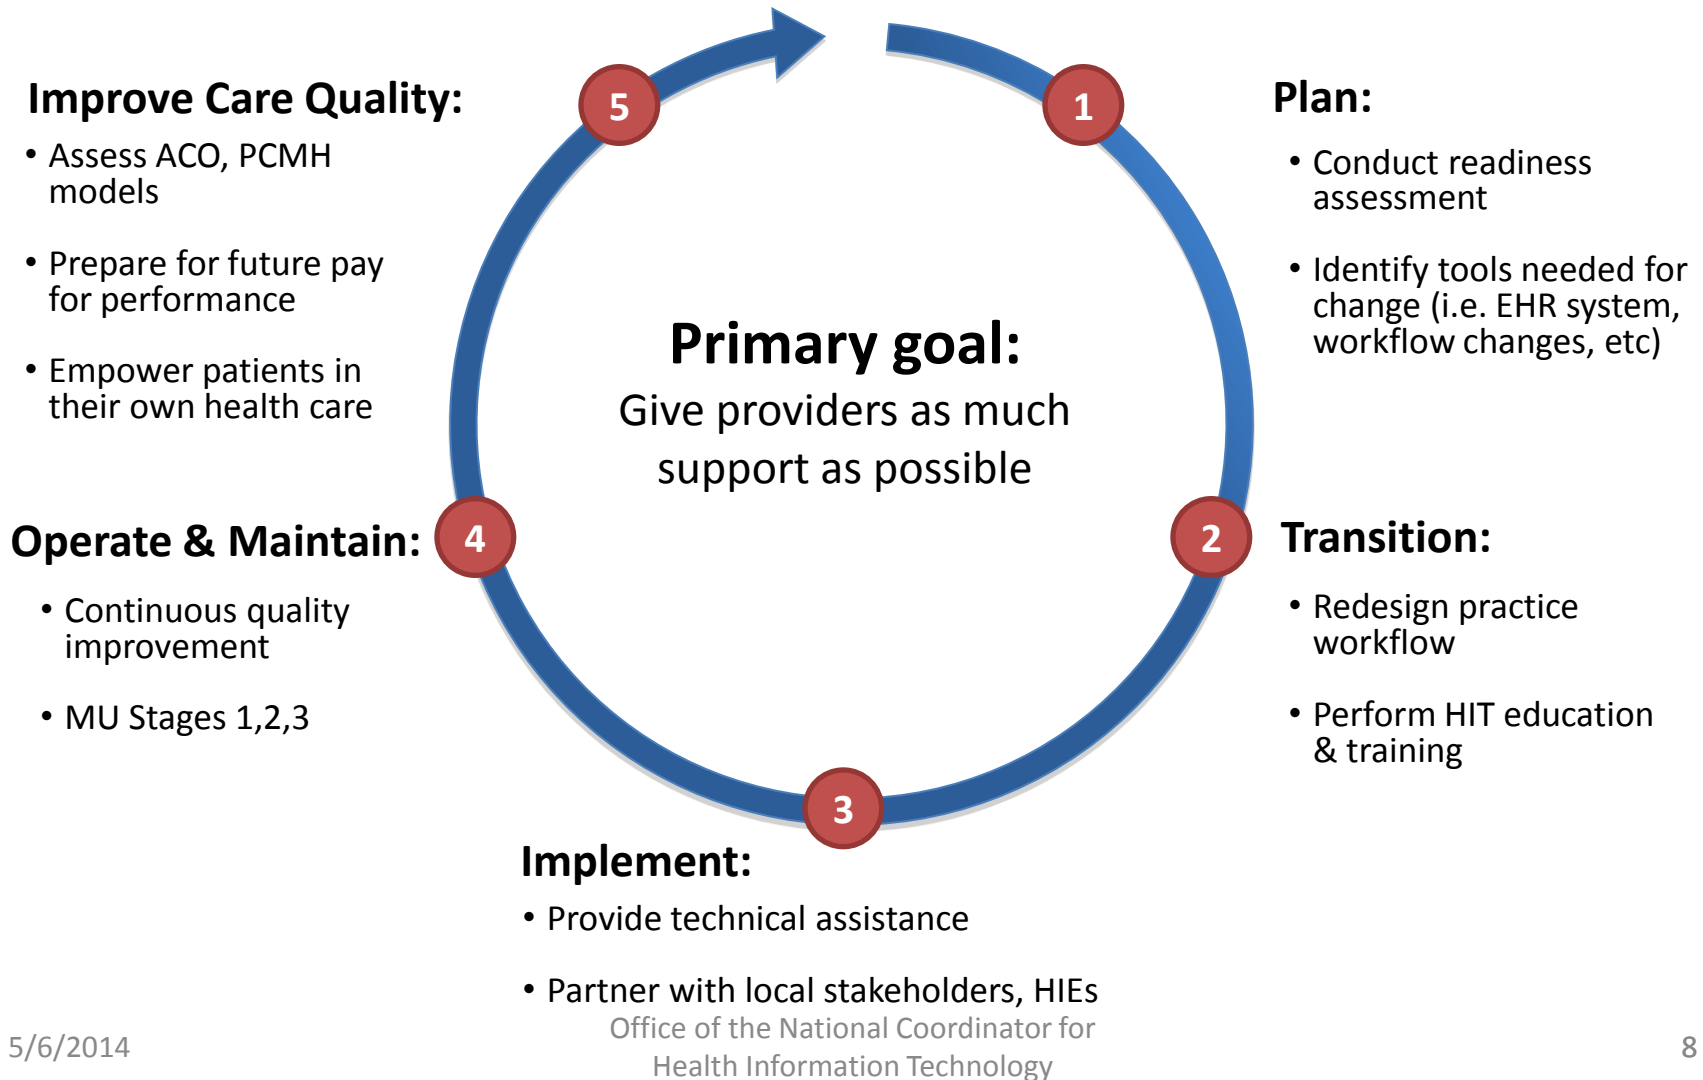 Primary goal:
Give providers as much
support as possible
1
Plan:
• Conduct readiness
assessment
• Identify tools needed for
change (i.e. EHR system,
workflow changes, etc)
2
Transition:
• Redesign practice
workflow
• Perform HIT education
& training
3
Implement:
• Provide technical assistance
• Partner with local stakeholders, HIEs
4
Operate & Maintain:
• Continuous quality
improvement
• MU Stages 1,2,3
5
Improve Care Quality:
• Assess ACO, PCMH
models
• Prepare for future pay
for performance
• Empower patients in
their own health care
5/6/2014
Office of the National Coordinator for
Health Information Technology
8